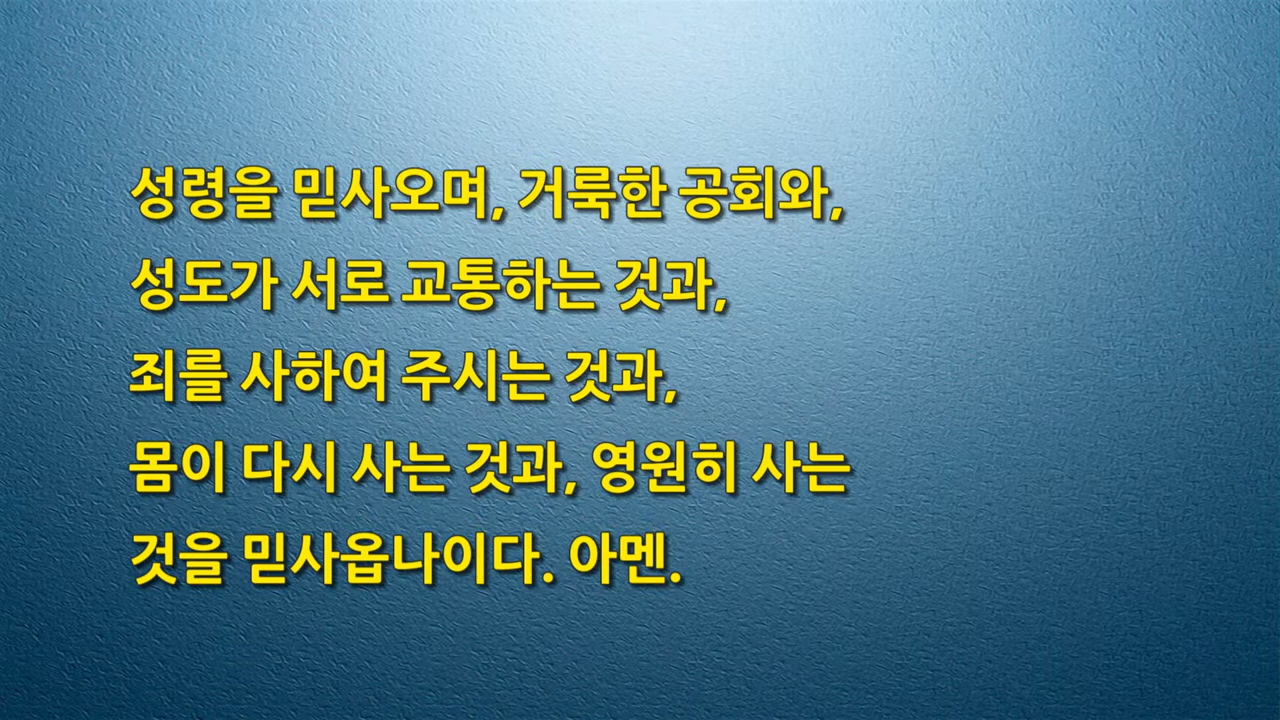 성령을 믿사오며, 거룩한 공회와,
성도가 서로 교통하는 것과,
죄를 사하여 주시는 것과,
몸이 다시 사는 것과, 영원히 사는
것을 믿사옵나이다. 아멘.